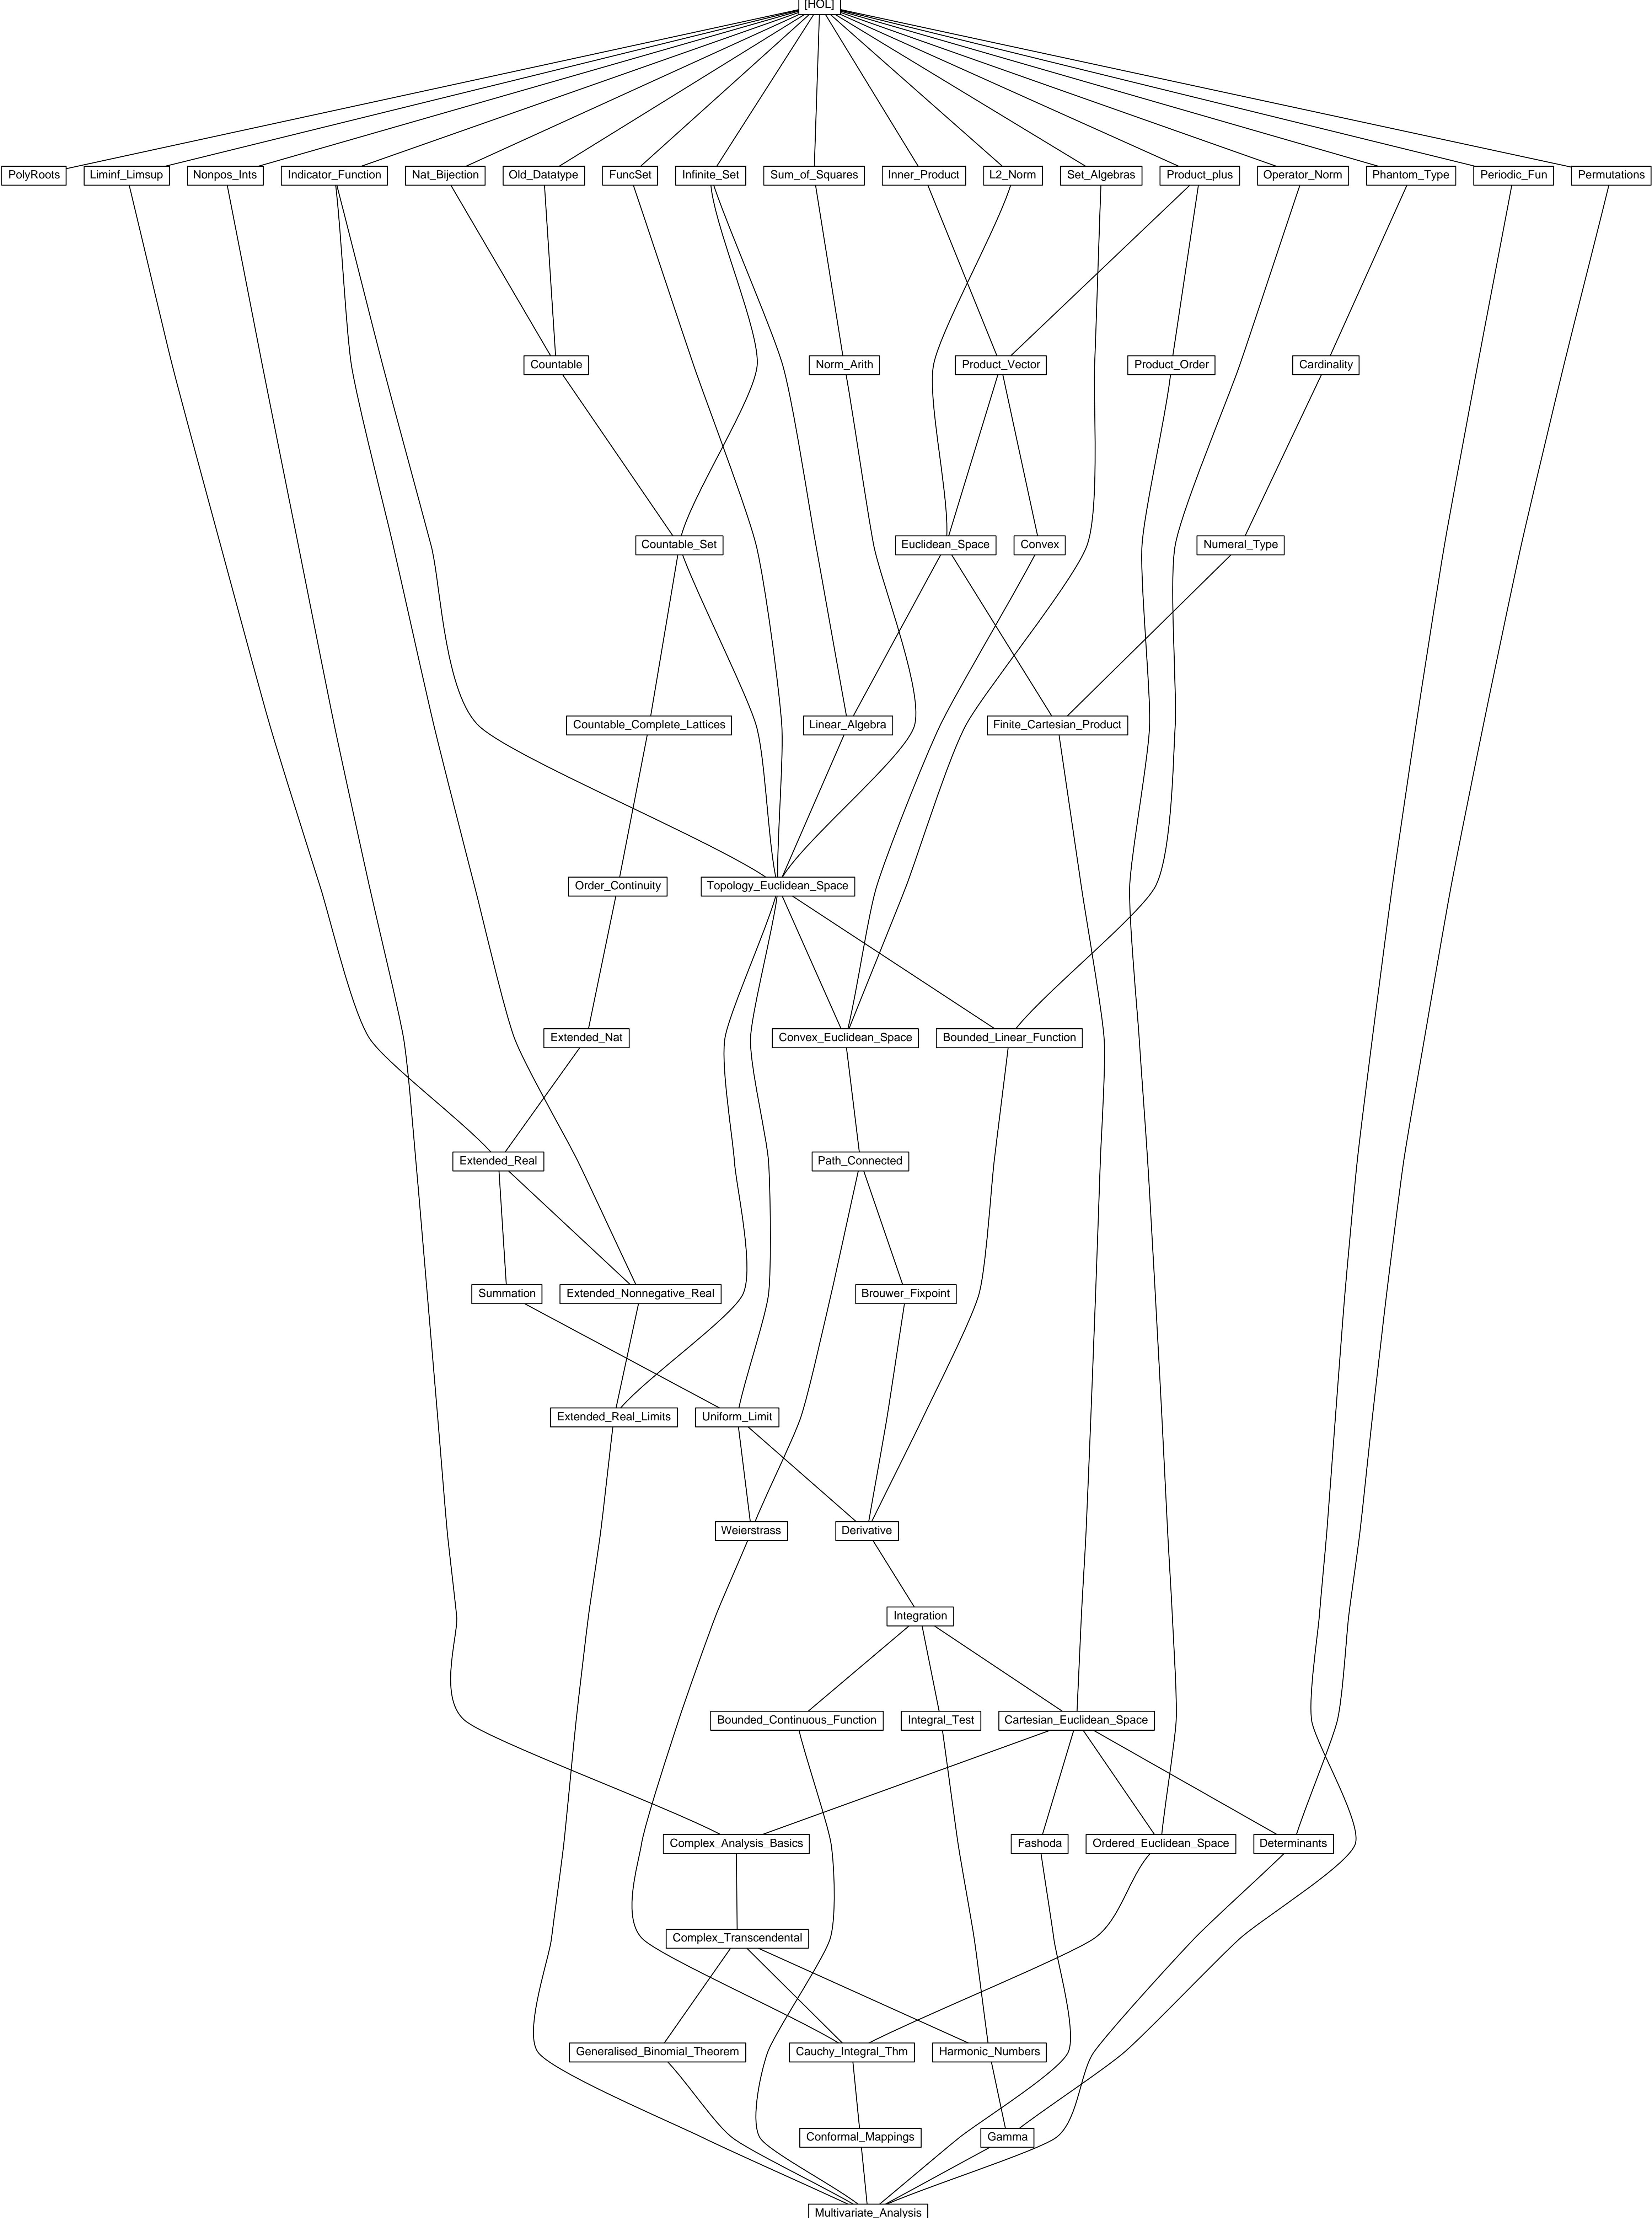 [HOL]
PolyRoots
Liminf_Limsup
Nonpos_Ints
Indicator_Function
Nat_Bijection
Old_Datatype
FuncSet
Infinite_Set
Sum_of_Squares
Inner_Product
L2_Norm
Set_Algebras
Product_plus
Operator_Norm
Phantom_Type
Periodic_Fun
Permutations
Countable
Norm_Arith
Product_Vector
Product_Order
Cardinality
Countable_Set
Euclidean_Space
Convex
Numeral_Type
Countable_Complete_Lattices
Linear_Algebra
Finite_Cartesian_Product
Order_Continuity
Topology_Euclidean_Space
Extended_Nat
Convex_Euclidean_Space
Bounded_Linear_Function
Extended_Real
Path_Connected
Summation
Extended_Nonnegative_Real
Brouwer_Fixpoint
Extended_Real_Limits
Uniform_Limit
Weierstrass
Derivative
Integration
Bounded_Continuous_Function
Integral_Test
Cartesian_Euclidean_Space
Complex_Analysis_Basics
Fashoda
Ordered_Euclidean_Space
Determinants
Complex_Transcendental
Generalised_Binomial_Theorem
Cauchy_Integral_Thm
Harmonic_Numbers
Conformal_Mappings
Gamma
Multivariate_Analysis